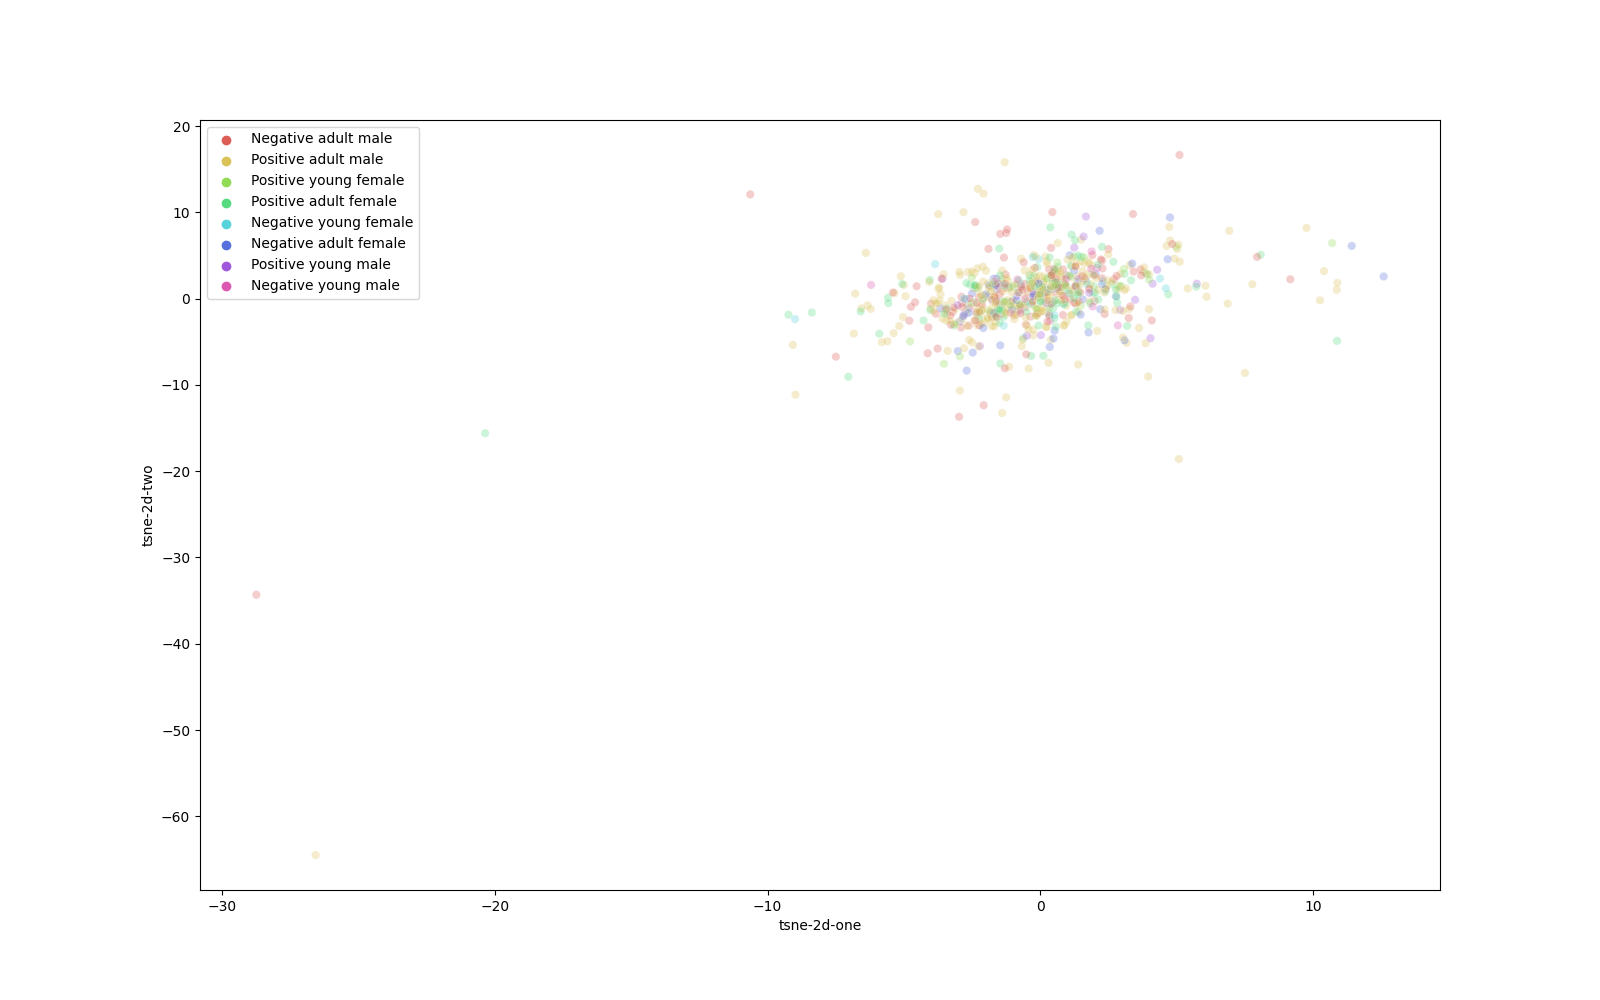 Negative adult male
Positive adult male
Positive young female
Positive adult female
Negative young female
Negative adult female
Positive young male
Negative young male
20
10
0
−10
−20
−30
−40
−50
−60
tsne-2d-two
−30
−20
−10
0
10
tsne-2d-one